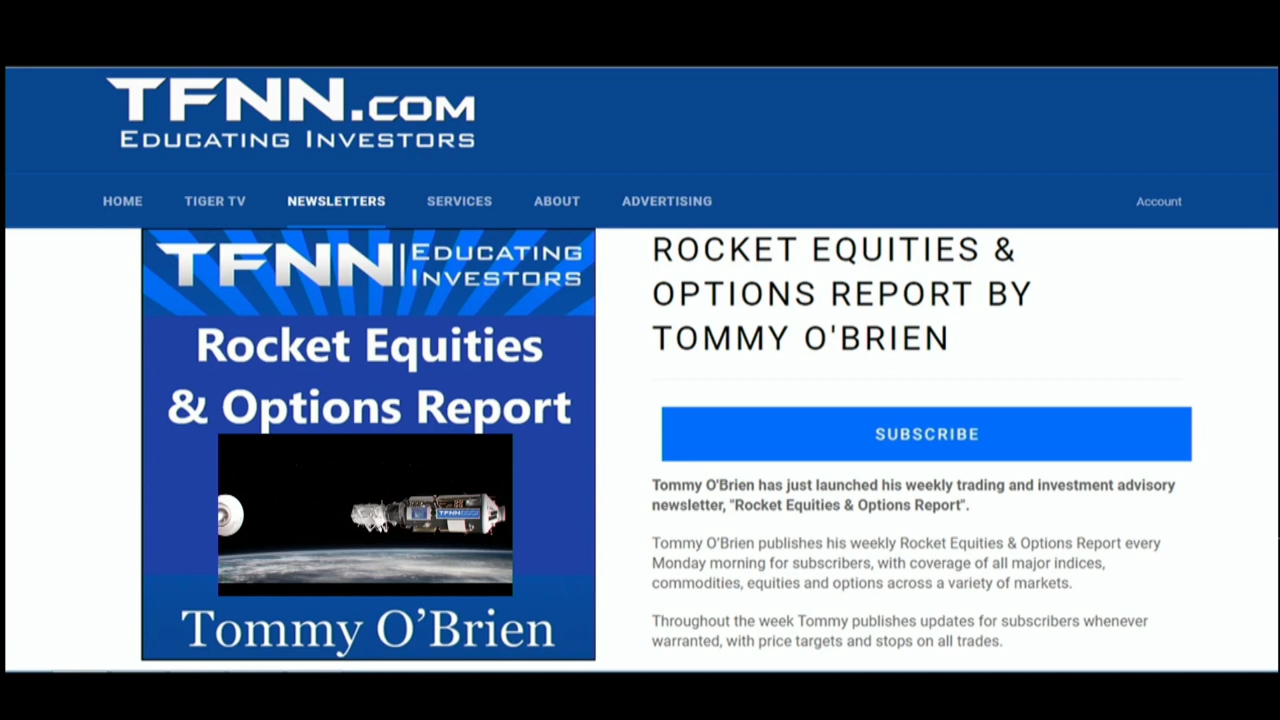 TFNN.COM
EDUCATING INVESTORS
HOME TIGER TV NEWSLETTERS SERVICES ABOUT ADVERTISING Account
TFNN EDUCATING
INVESTORS
Rocket Equities
& Options Report
TFNN
Tommy O’Brien
ROCKET EQUITIES &
OPTIONS REPORT BY
TOMMY O'BRIEN
SUBSCRIBE
Tommy O'Brien has just launched his weekly trading and investment advisory
newsletter, "Rocket Equities & Options Report".
Tommy O'Brien publishes his weekly Rocket Equities & Options Report every
Monday morning for subscribers, with coverage of all major indices,
commodities, equities and options across a variety of markets.
Throughout the week Tommy publishes updates for subscribers whenever
warranted, with price targets and stops on all trades.